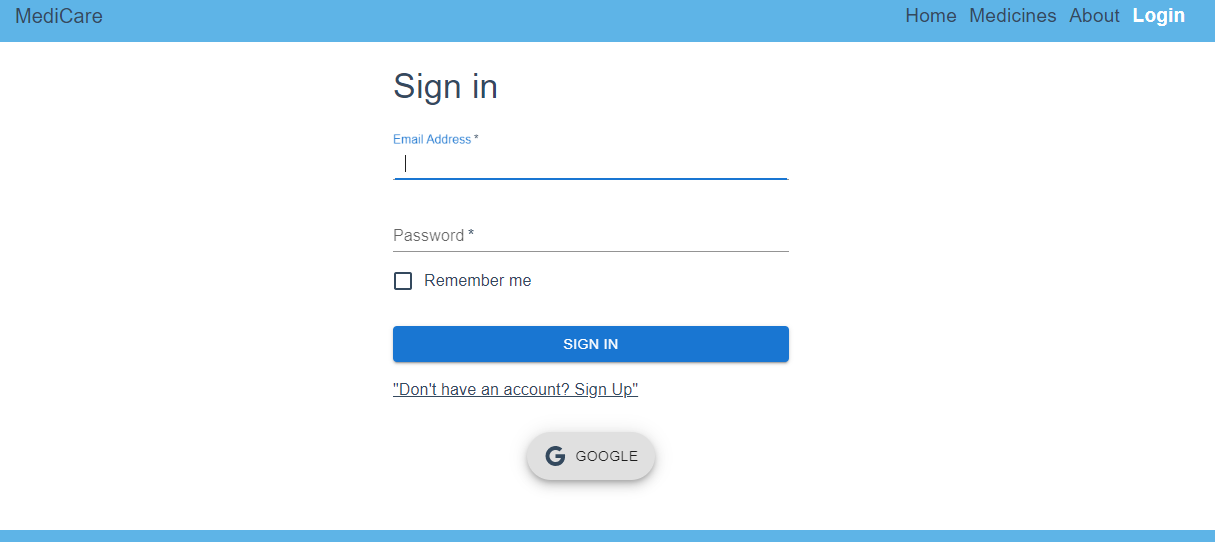 MediCare Home Medicines About Login
Sign in
Email Address *
Password *
Remember me
SIGN IN
"Don't have an account? Sign Up"
GOOGLE